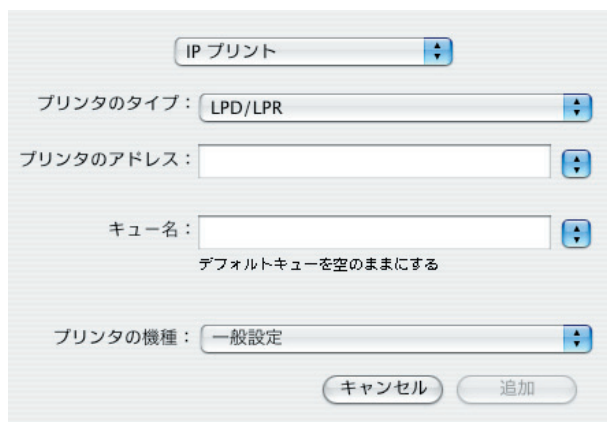 IP プリント
プリンタのタイプ： LPD/LPR
プリンタのアドレス：
キュー名：
デフォルトキューを空のままにする
プリンタの機種： 一般設定
キャンセル 追加